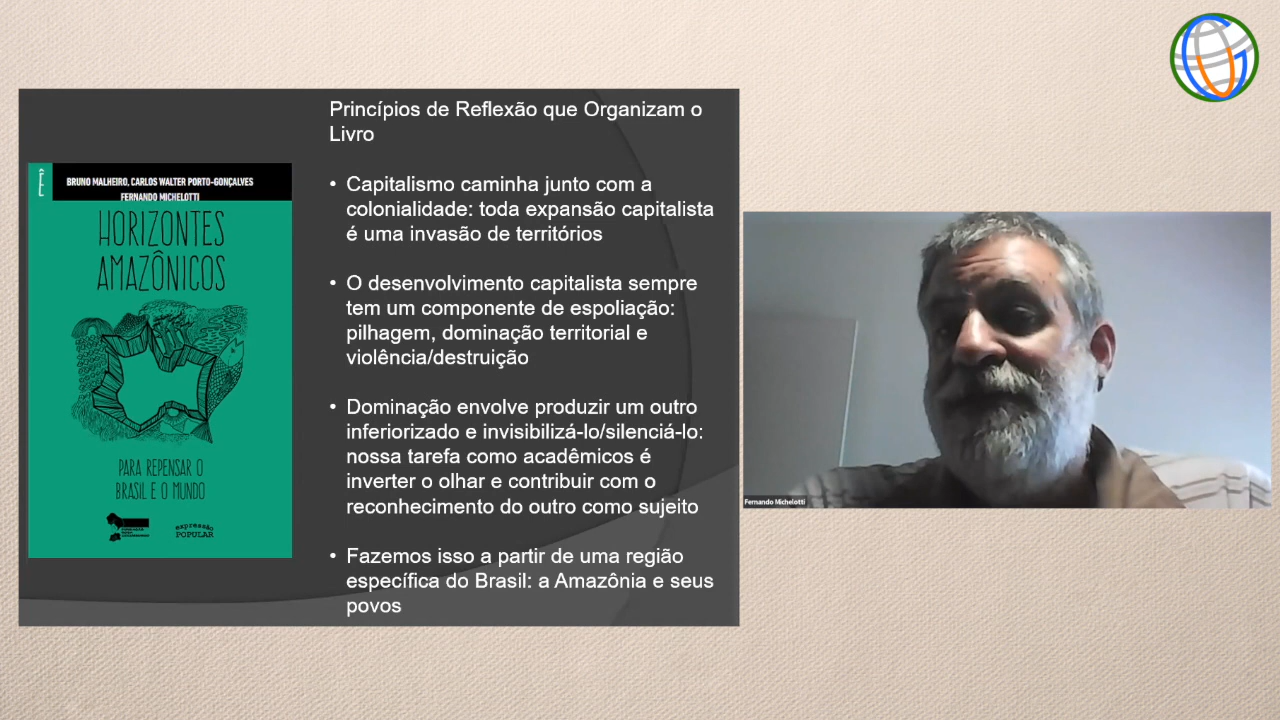 Princípios de Reflexão que Organizam o
Livro
• Capitalismo caminha junto com a
colonialidade: toda expansão capitalista
é uma invasão de territórios
• O desenvolvimento capitalista sempre
tem um componente de espoliação:
pilhagem, dominação territorial e
violência/destruição
• Dominação envolve produzir um outro
inferiorizado e invisibilizá-lo/silenciá-lo:
nossa tarefa como acadêmicos é
inverter o olhar e contribuir com o
reconhecimento do outro como sujeito
• Fazemos isso a partir de uma região
específica do Brasil: a Amazônia e seus
povos
Ê
BRUNO MALHEIRO, CARLOS WALTER PORTO-GONÇALVES
FERNANDO MICHELOTTI
HORIZONTES
AMAZÔNICOS
PARA REPENSAR O
BRASIL E O MUNDO
expressão
POPULAR
Fernando Michelotti